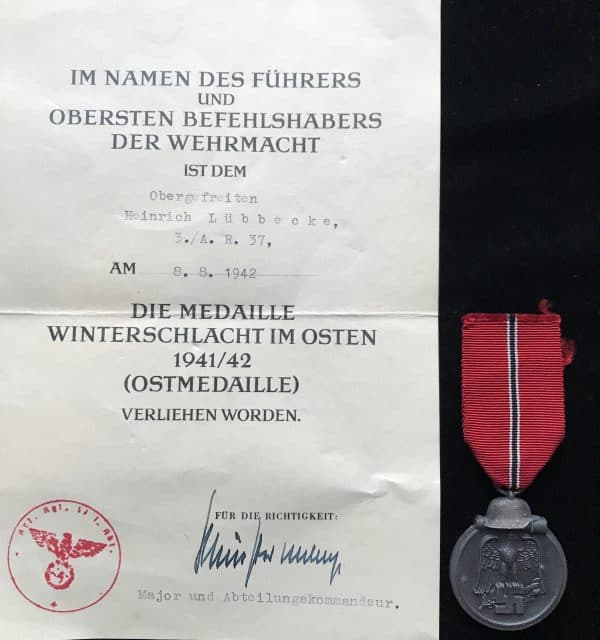 IM NAMEN DES FÜHRERS
UND
OBERSTEN BEFEHLSHABERS
DER WEHRMACHT
IST DEM
Obergefreiten
Heinrich Lübbecke,
3./A. R. 37,
AM 8. 8. 1942
DIE MEDAILLE
WINTERSCHLACHT IM OSTEN
1941/42
(OSTMEDAILLE)
VERLIEHEN WORDEN.
FÜR DIE RICHTIGKEIT:
Major und Abteilungskommandeur.